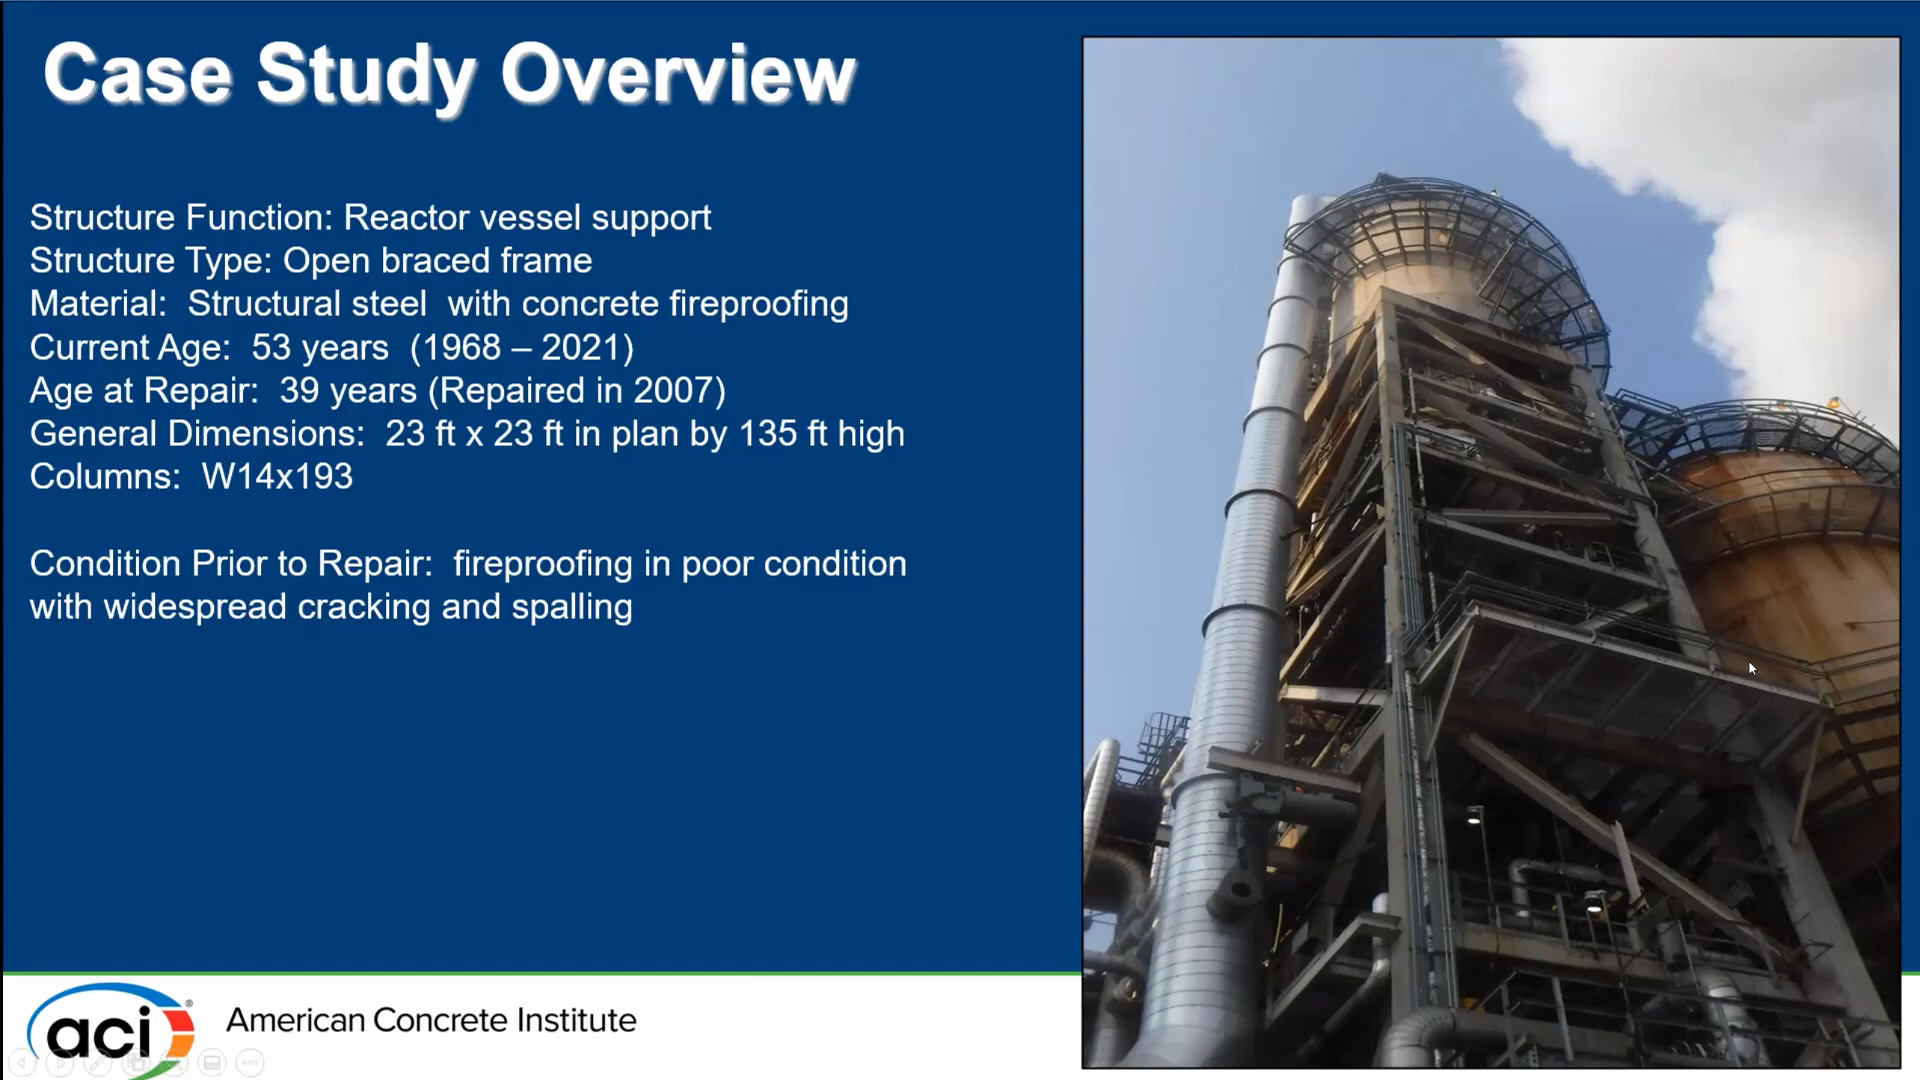 Case Study Overview
Structure Function: Reactor vessel support
Structure Type: Open braced frame
Material:  Structural steel  with concrete fireproofing
Current Age:  53 years  (1968 – 2021)
Age at Repair:  39 years (Repaired in 2007)
General Dimensions:  23 ft x 23 ft in plan by 135 ft high
Columns:  W14x193
Condition Prior to Repair:  fireproofing in poor condition
with widespread cracking and spalling
aci®
American Concrete Institute